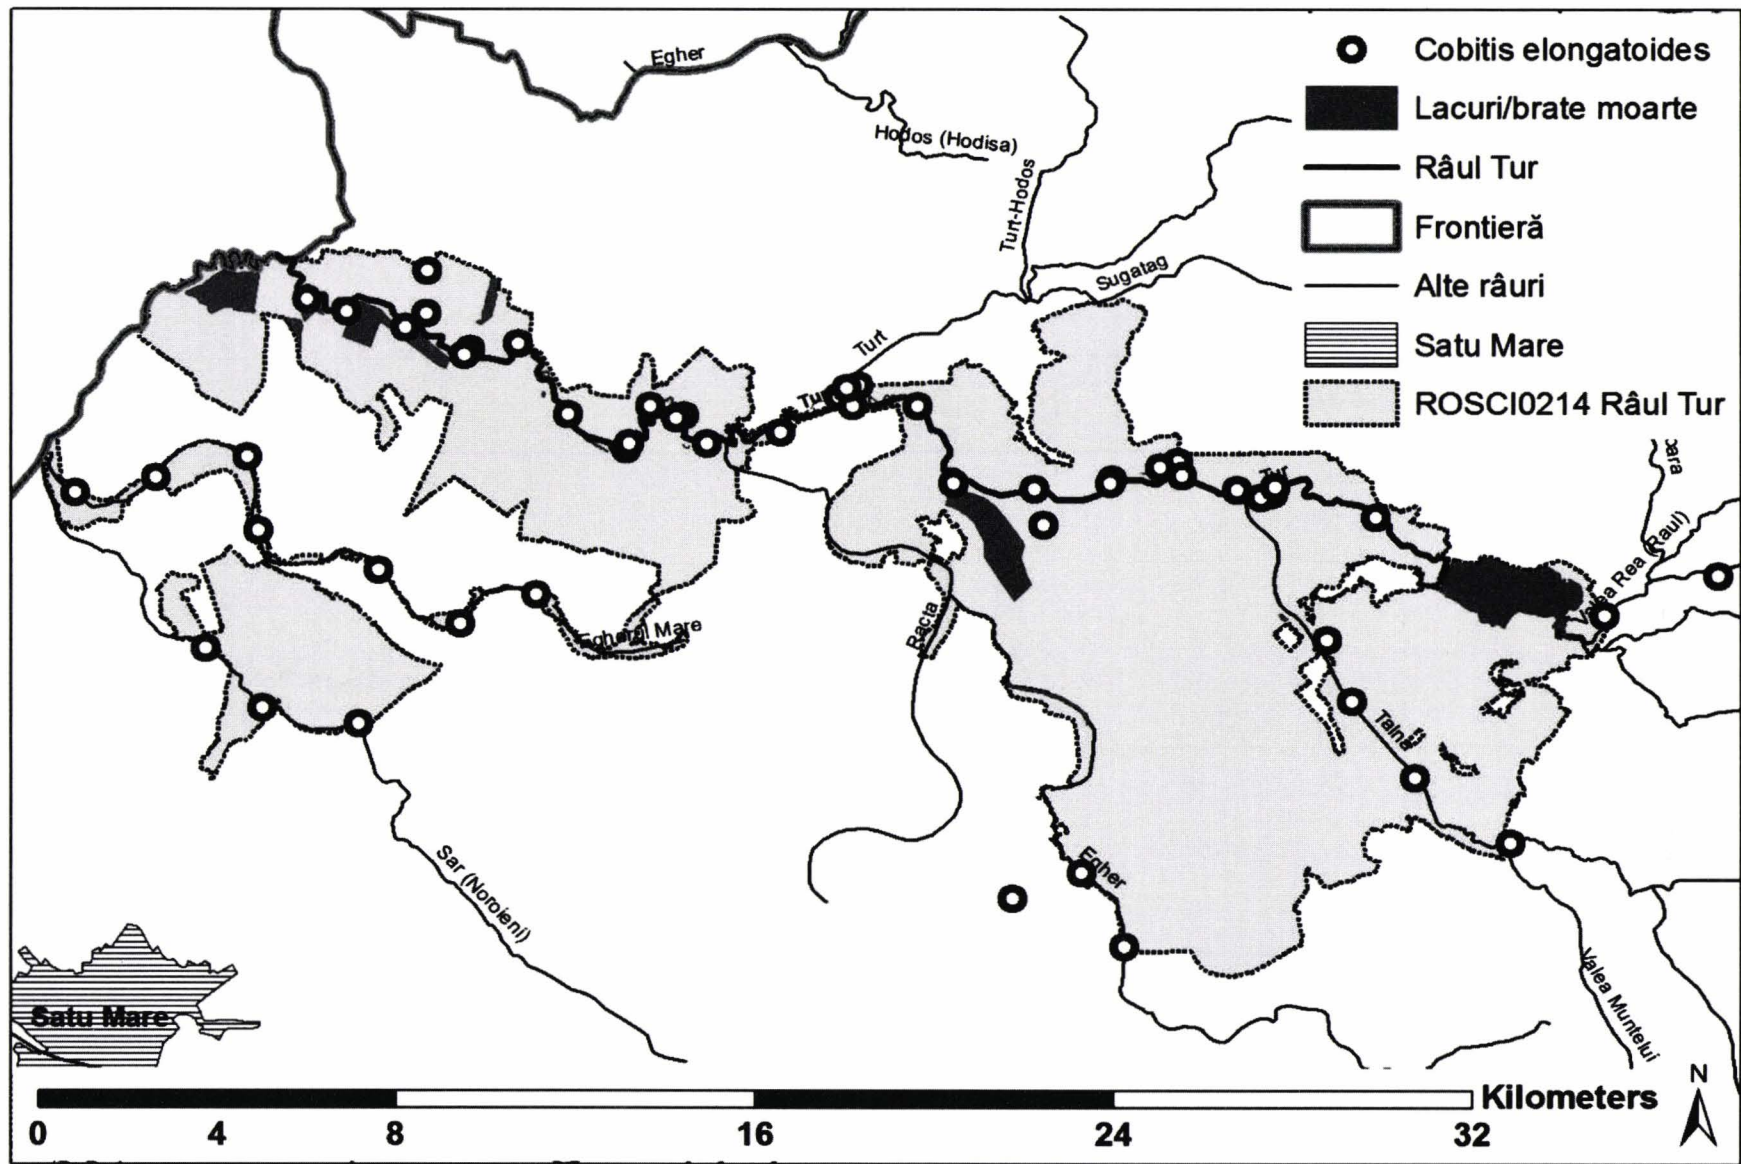 Cobitis elongatoides
Lacuri/brate moarte
Râul Tur
Frontieră
Alte râuri
Satu Mare
ROSCI0214 Râul Tur
Egher
Hodos (Hodisa)
Turt-Hodos
Sugatag
Turt
Tur
Valea Rea (Raul)
Racta
Egherul Mare
Talna
Egher
Sar (Noroieni)
Valea Muntelui
Satu Mare
N
Kilometers
0 4 8 16 24 32